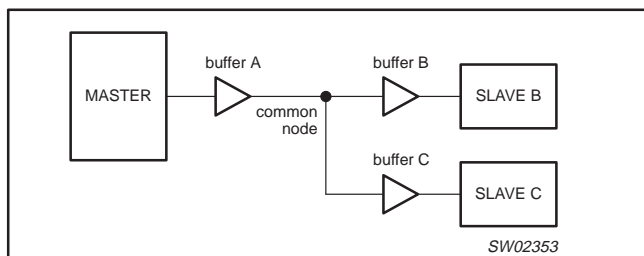 MASTER
buffer A
common
node
buffer B
SLAVE B
buffer C
SLAVE C
SW02353